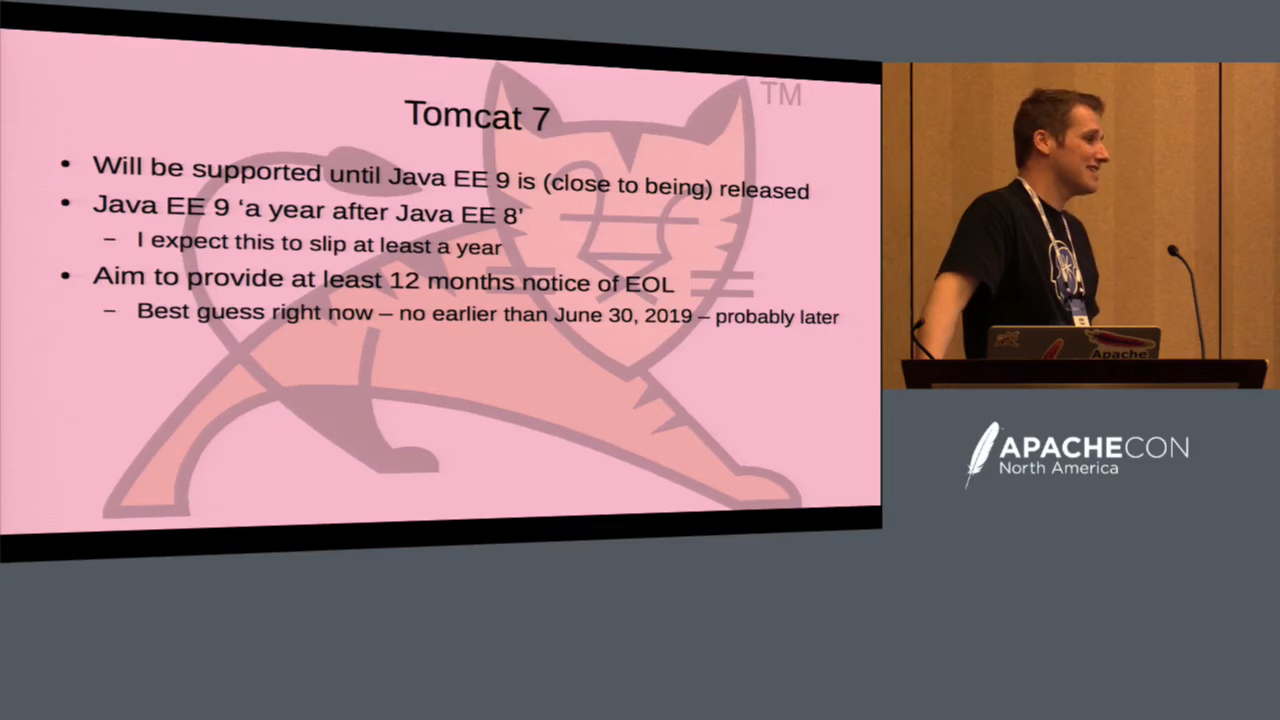 Tomcat 7
TM
• Will be supported until Java EE 9 is (close to being) released
• Java EE 9 ‘a year after Java EE 8’
– I expect this to slip at least a year
• Aim to provide at least 12 months notice of EOL
– Best guess right now – no earlier than June 30, 2019 – probably later
Apache
APACHECON
North America